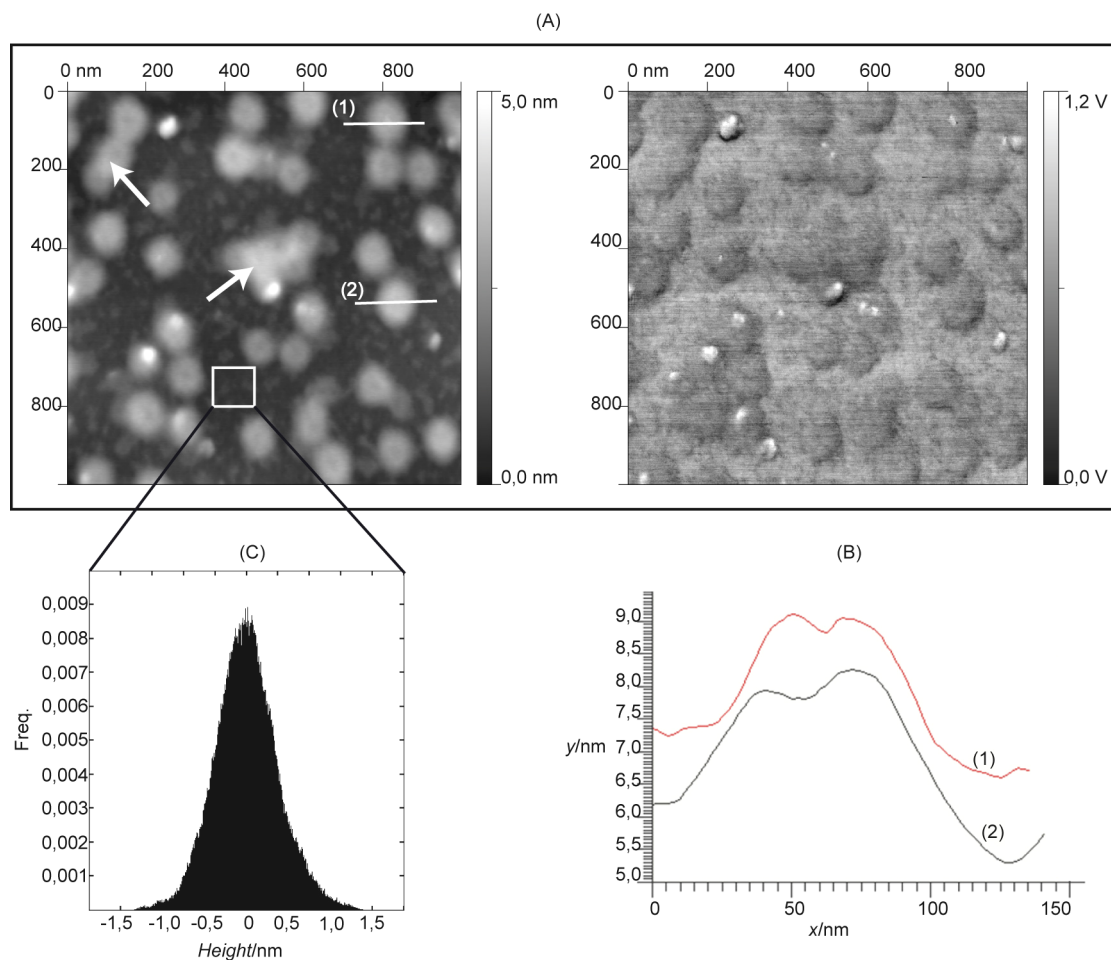 (A)
0 nm 200 400 600 800
0 nm 200 400 600 800
0
200
400
600
800
(1)
(2)
5,0 nm
0,0 nm
0
200
400
600
800
1,2 V
0,0 V
(C)
Freq.
0,009
0,008
0,007
0,006
0,005
0,004
0,003
0,002
0,001
-1,5 -1,0 -0,5 0 0,5 1,0 1,5
Height/nm
(B)
y/nm
9,0
8,5
8,0
7,5
7,0
6,5
6,0
5,5
5,0
(1)
(2)
0 50 100 150
x/nm